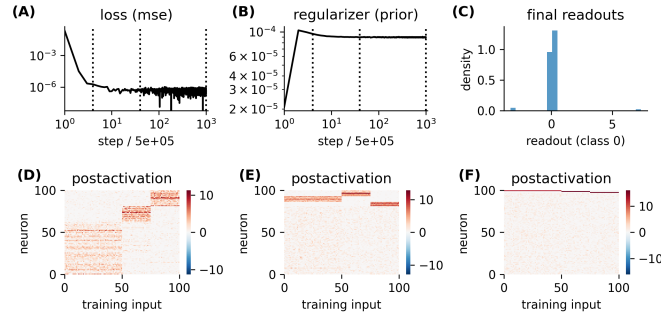 (A) loss (mse)
10⁻³
10⁻⁶
10⁰ 10¹ 10² 10³
step / 5e+05
(B) regularizer (prior)
10⁻⁴
6 × 10⁻⁵
4 × 10⁻⁵
3 × 10⁻⁵
2 × 10⁻⁵
10⁰ 10¹ 10² 10³
step / 5e+05
(C) final readouts
density
1.0
0.5
0.0
0 5
readout (class 0)
(D) postactivation
neuron
100
50
0
0 50 100
training input
10
0
−10
(E) postactivation
neuron
100
50
0
0 50 100
training input
10
0
−10
(F) postactivation
neuron
100
50
0
0 50 100
training input
10
0
−10